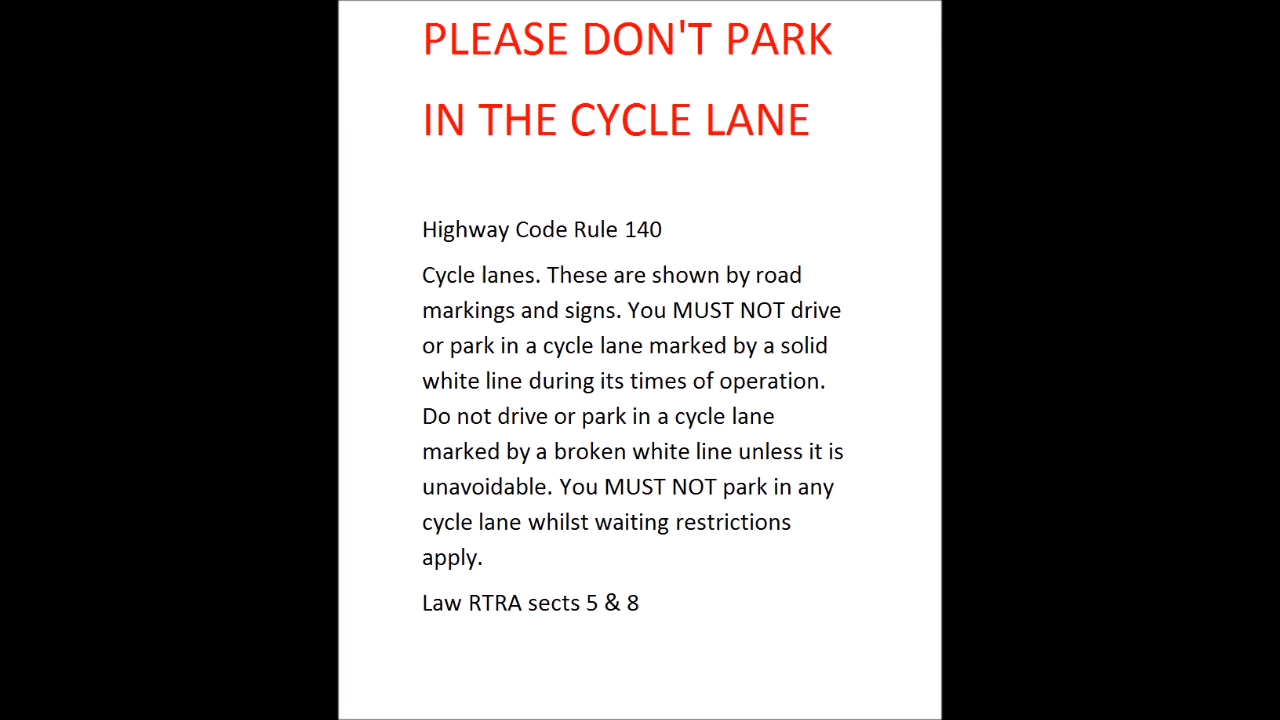 PLEASE DON'T PARK
IN THE CYCLE LANE
Highway Code Rule 140
Cycle lanes. These are shown by road
markings and signs. You MUST NOT drive
or park in a cycle lane marked by a solid
white line during its times of operation.
Do not drive or park in a cycle lane
marked by a broken white line unless it is
unavoidable. You MUST NOT park in any
cycle lane whilst waiting restrictions
apply.
Law RTRA sects 5 & 8